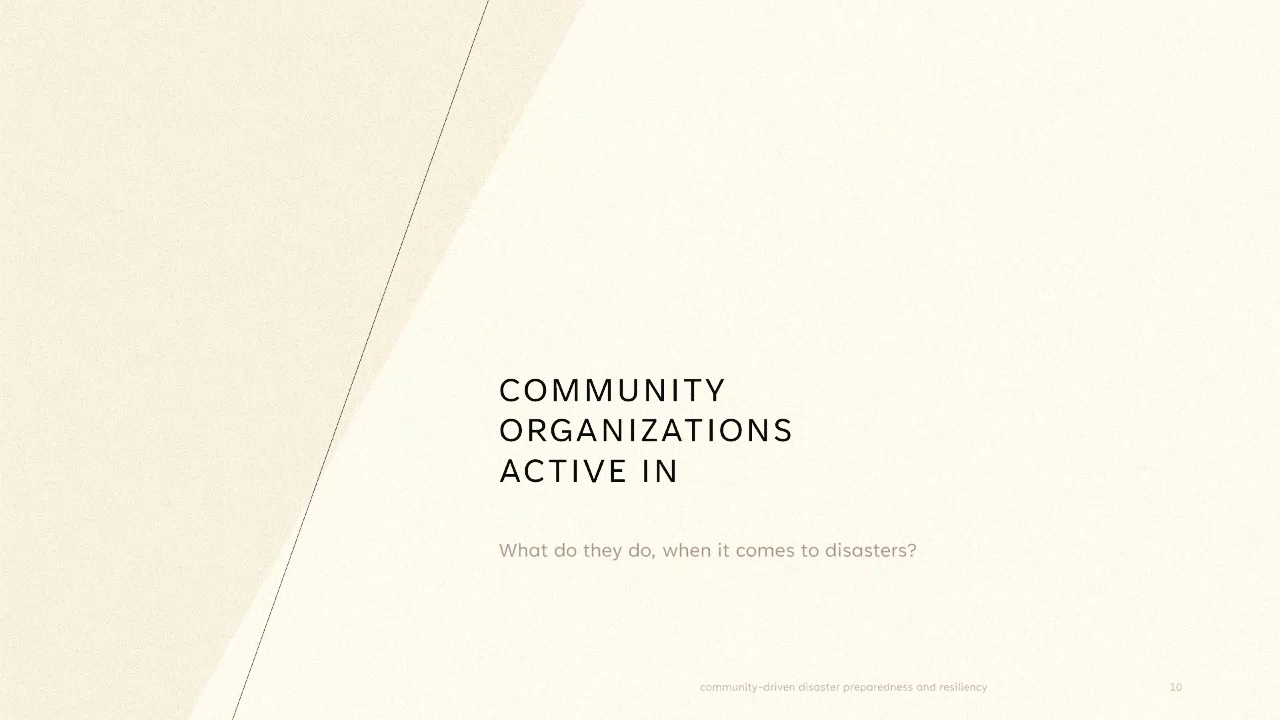 COMMUNITY
ORGANIZATIONS
ACTIVE IN
What do they do, when it comes to disasters?
community-driven disaster preparedness and resiliency
10